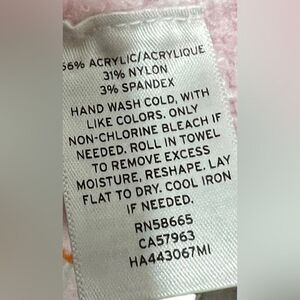 66% ACRYLIC/ACRYLIQUE
31% NYLON
3% SPANDEX
HAND WASH COLD, WITH
LIKE COLORS. ONLY
NON-CHLORINE BLEACH IF
NEEDED. ROLL IN TOWEL
TO REMOVE EXCESS
MOISTURE, RESHAPE. LAY
FLAT TO DRY. COOL IRON
IF NEEDED.
RN58665
CA57963
HA443067MI